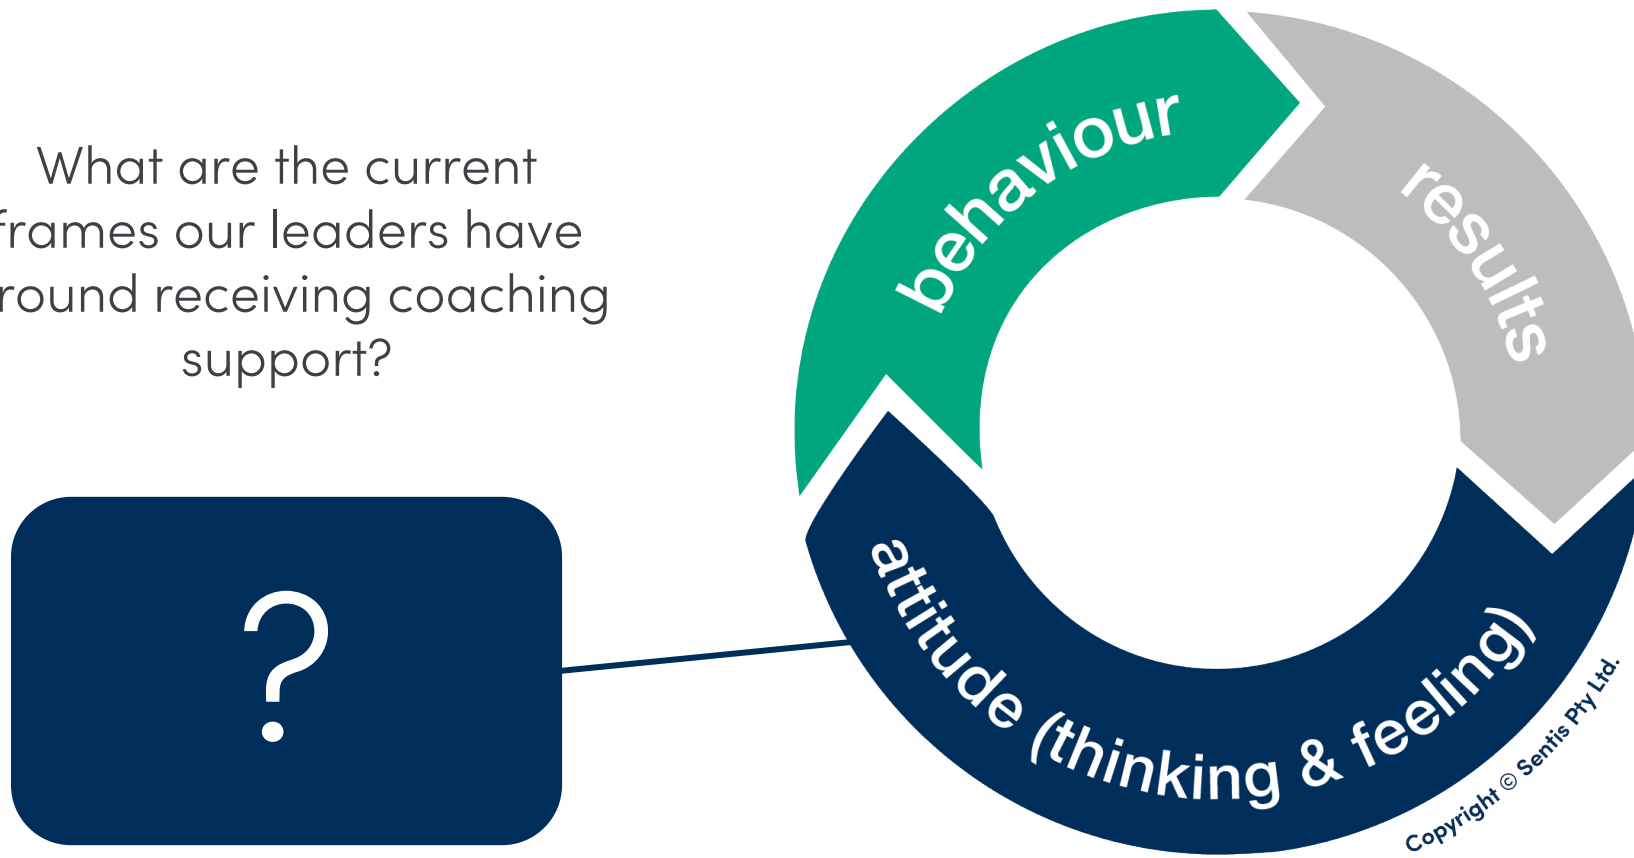 What are the current
frames our leaders have
round receiving coaching
support?
?
behaviour
results
attitude (thinking & feeling)
Copyright © Sentis Pty Ltd.